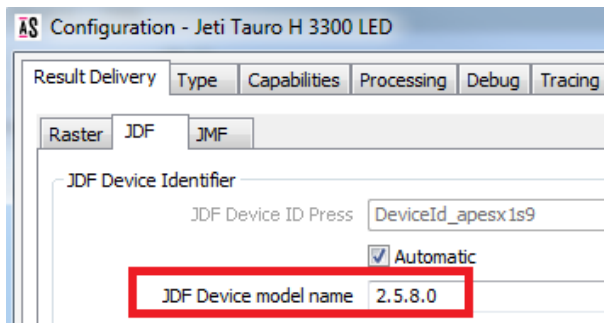 AS Configuration - Jeti Tauro H 3300 LED
Result Delivery Type Capabilities Processing Debug Tracing
Raster JDF JMF
JDF Device Identifier
JDF Device ID Press DeviceId_apesx1s9
Automatic
JDF Device model name 2.5.8.0